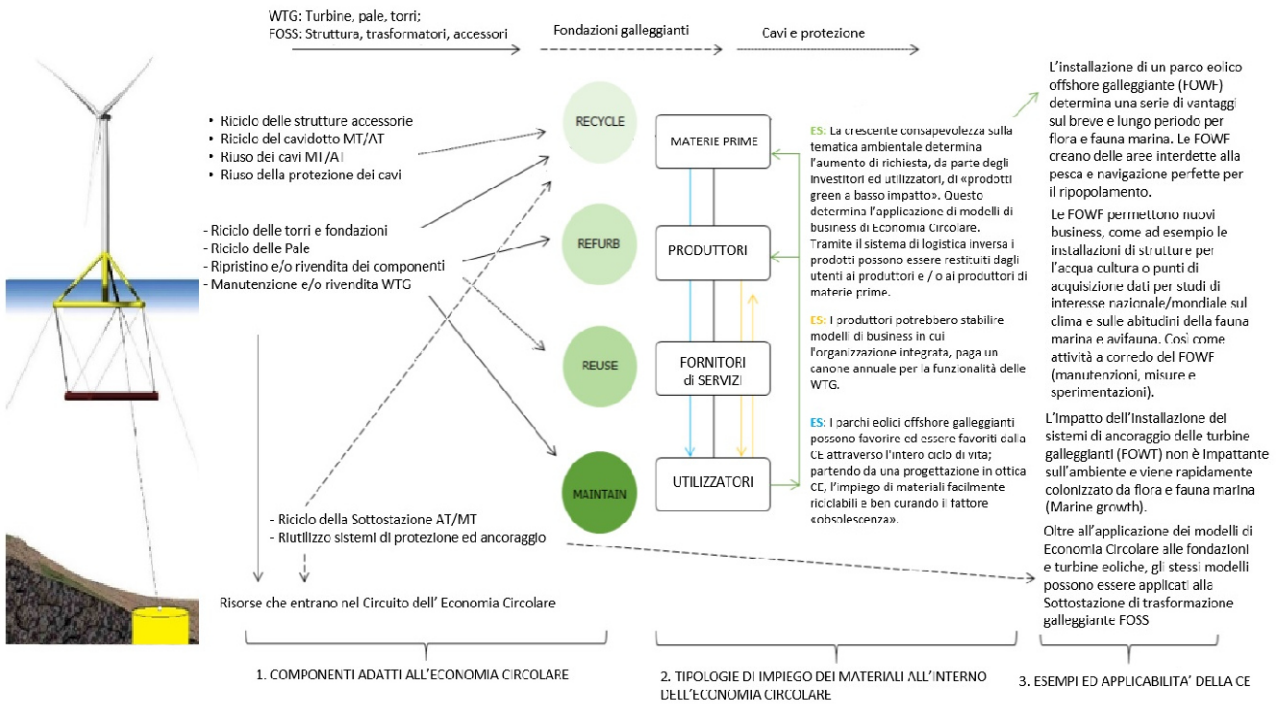 WTG: Turbine, pale, torri;
FOSS: Struttura, trasformatori, accessori
Fondazioni galleggianti
Cavi e protezione
• Riciclo delle strutture accessorie
• Riciclo del cavidotto MT/AT
• Riuso dei cavi MT/AT
• Riuso della protezione dei cavi
- Riciclo delle torri e fondazioni
- Riciclo delle Pale
- Ripristino e/o rivendita dei componenti
- Manutenzione e/o rivendita WTG
- Riciclo della Sottostazione AT/MT
- Riutilizzo sistemi di protezione ed ancoraggio
Risorse che entrano nel Circuito dell' Economia Circolare
1. COMPONENTI ADATTI ALL'ECONOMIA CIRCOLARE
RECYCLE
REFURB
REUSE
MAINTAIN
MATERIE PRIME
PRODUTTORI
FORNITORI
di SERVIZI
UTILIZZATORI
ES: La crescente consapevolezza sulla
tematica ambientale determina
l'aumento di richiesta, da parte degli
investitori ed utilizzatori, di «prodotti
green a basso impatto». Questo
determina l'applicazione di modelli di
business di Economia Circolare.
Tramite il sistema di logistica inversa i
prodotti possono essere restituiti dagli
utenti ai produttori e / o ai produttori di
materie prime.
ES: I produttori potrebbero stabilire
modelli di business in cui
l'organizzazione integrata, paga un
canone annuale per la funzionalità delle
WTG.
ES: I parchi eolici offshore galleggianti
possono favorire ed essere favoriti dalla
CE attraverso l'intero ciclo di vita;
partendo da una progettazione in ottica
CE, l'impiego di materiali facilmente
riciclabili e ben curando il fattore
«obsolescenza».
2. TIPOLOGIE DI IMPIEGO DEI MATERIALI ALL'INTERNO
DELL'ECONOMIA CIRCOLARE
L'installazione di un parco eolico
offshore galleggiante (FOWF)
determina una serie di vantaggi
sul breve e lungo periodo per
flora e fauna marina. Le FOWF
creano delle aree interdette alla
pesca e navigazione perfette per
il ripopolamento.
Le FOWF permettono nuovi
business, come ad esempio le
installazioni di strutture per
l'acqua cultura o punti di
acquisizione dati per studi di
interesse nazionale/mondiale sul
clima e sulle abitudini della fauna
marina e avifauna. Così come
attività a corredo del FOWF
(manutenzioni, misure e
sperimentazioni).
L'Impatto dell'Installazione dei
sistemi di ancoraggio delle turbine
galleggianti (FOWT) non è impattante
sull'ambiente e viene rapidamente
colonizzato da flora e fauna marina
(Marine growth).
Oltre all'applicazione dei modelli di
Economia Circolare alle fondazioni
e turbine eoliche, gli stessi modelli
possono essere applicati alla
Sottostazione di trasformazione
galleggiante FOSS
3. ESEMPI ED APPLICABILITA' DELLA CE